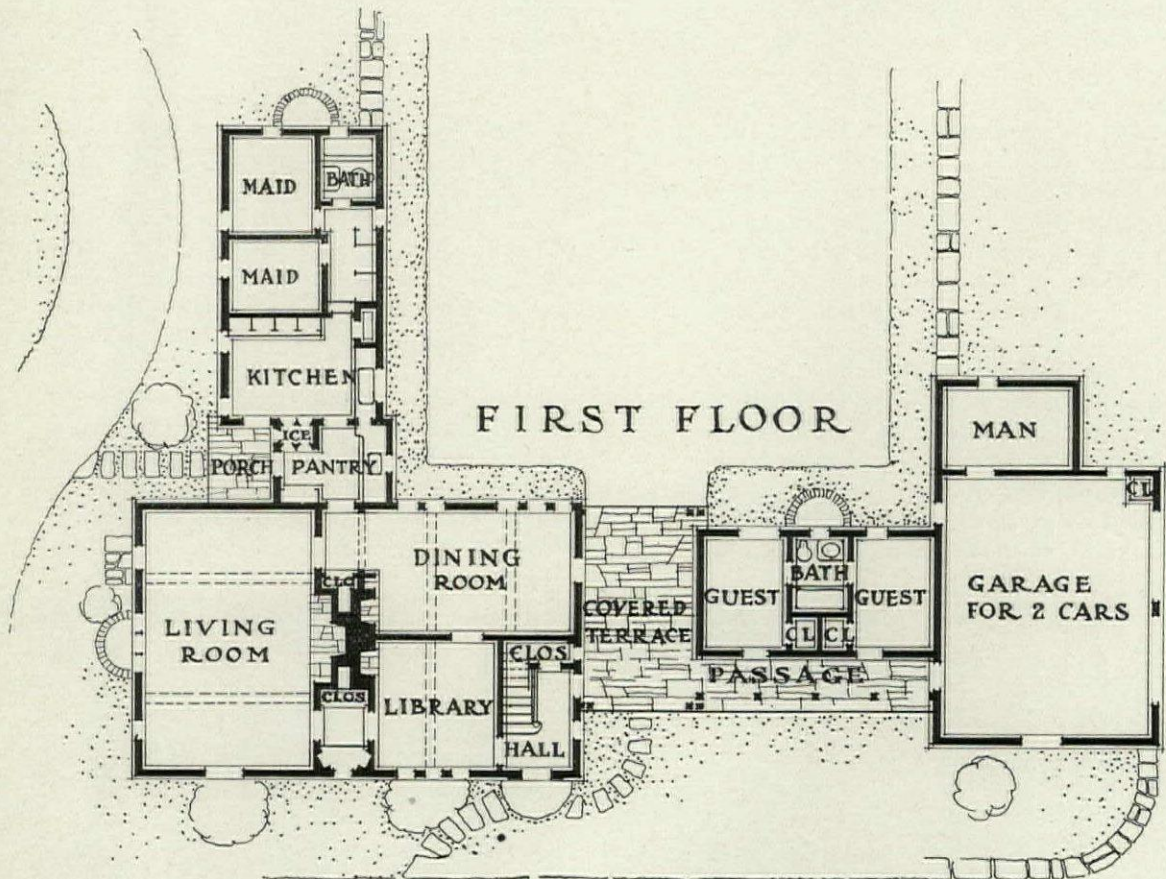 MAID
BATH
MAID
KITCHEN
FIRST FLOOR
ICE
PORCH
PANTRY
MAN
CL
DINING
ROOM
CLO
LIVING
ROOM
CLOS
LIBRARY
CLOS
HALL
COVERED
TERRACE
GUEST
BATH
GUEST
CL
CL
PASSAGE
GARAGE
FOR 2 CARS